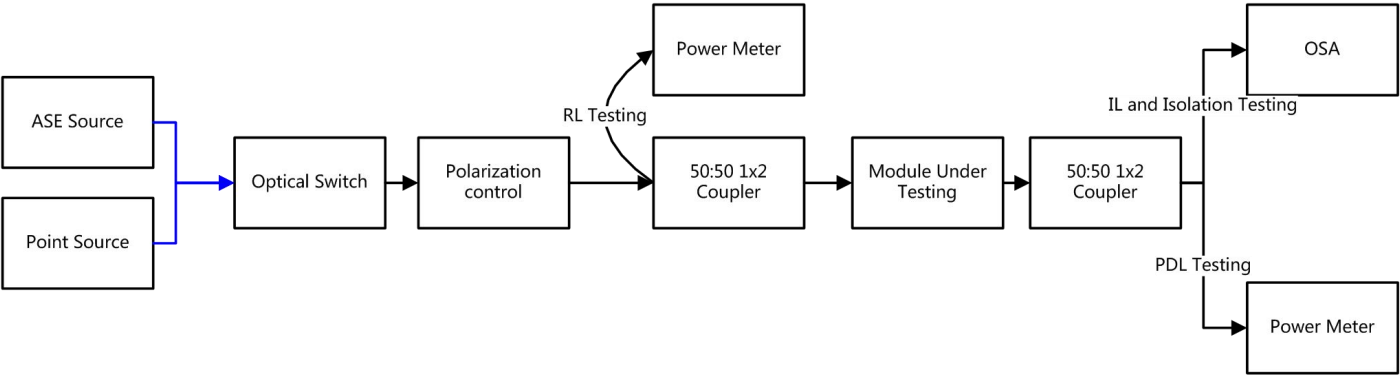 ASE Source
Point Source
Optical Switch
Polarization
control
RL Testing
Power Meter
50:50 1x2
Coupler
Module Under
Testing
50:50 1x2
Coupler
IL and Isolation Testing
OSA
PDL Testing
Power Meter